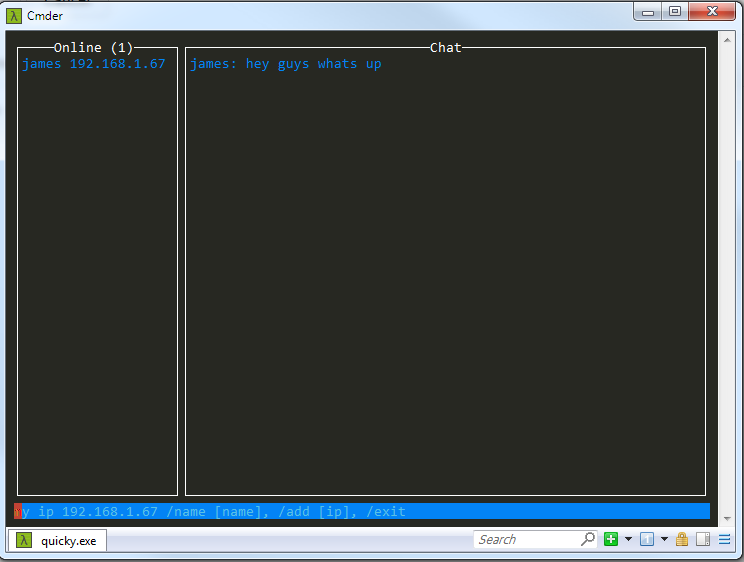 Cmder
Online (1)
james 192.168.1.67
Chat
james: hey guys whats up
y ip 192.168.1.67 /name [name], /add [ip], /exit
quicky.exe
Search